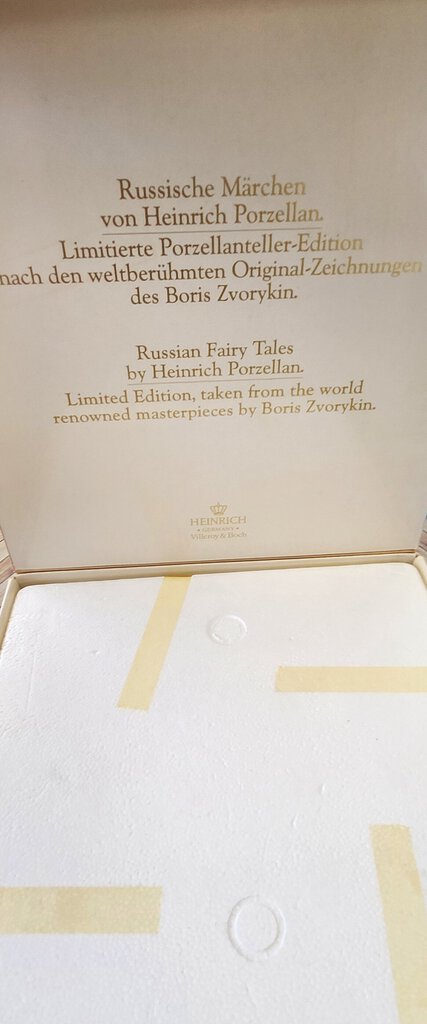 Russische Märchen
von Heinrich Porzellan.
Limitierte Porzellanteller-Edition
nach den weltberühmten Original-Zeichnungen
des Boris Zvorykin.
Russian Fairy Tales
by Heinrich Porzellan.
Limited Edition, taken from the world
renowned masterpieces by Boris Zvorykin.
HEINRICH
• GERMANY •
Villeroy & Boch